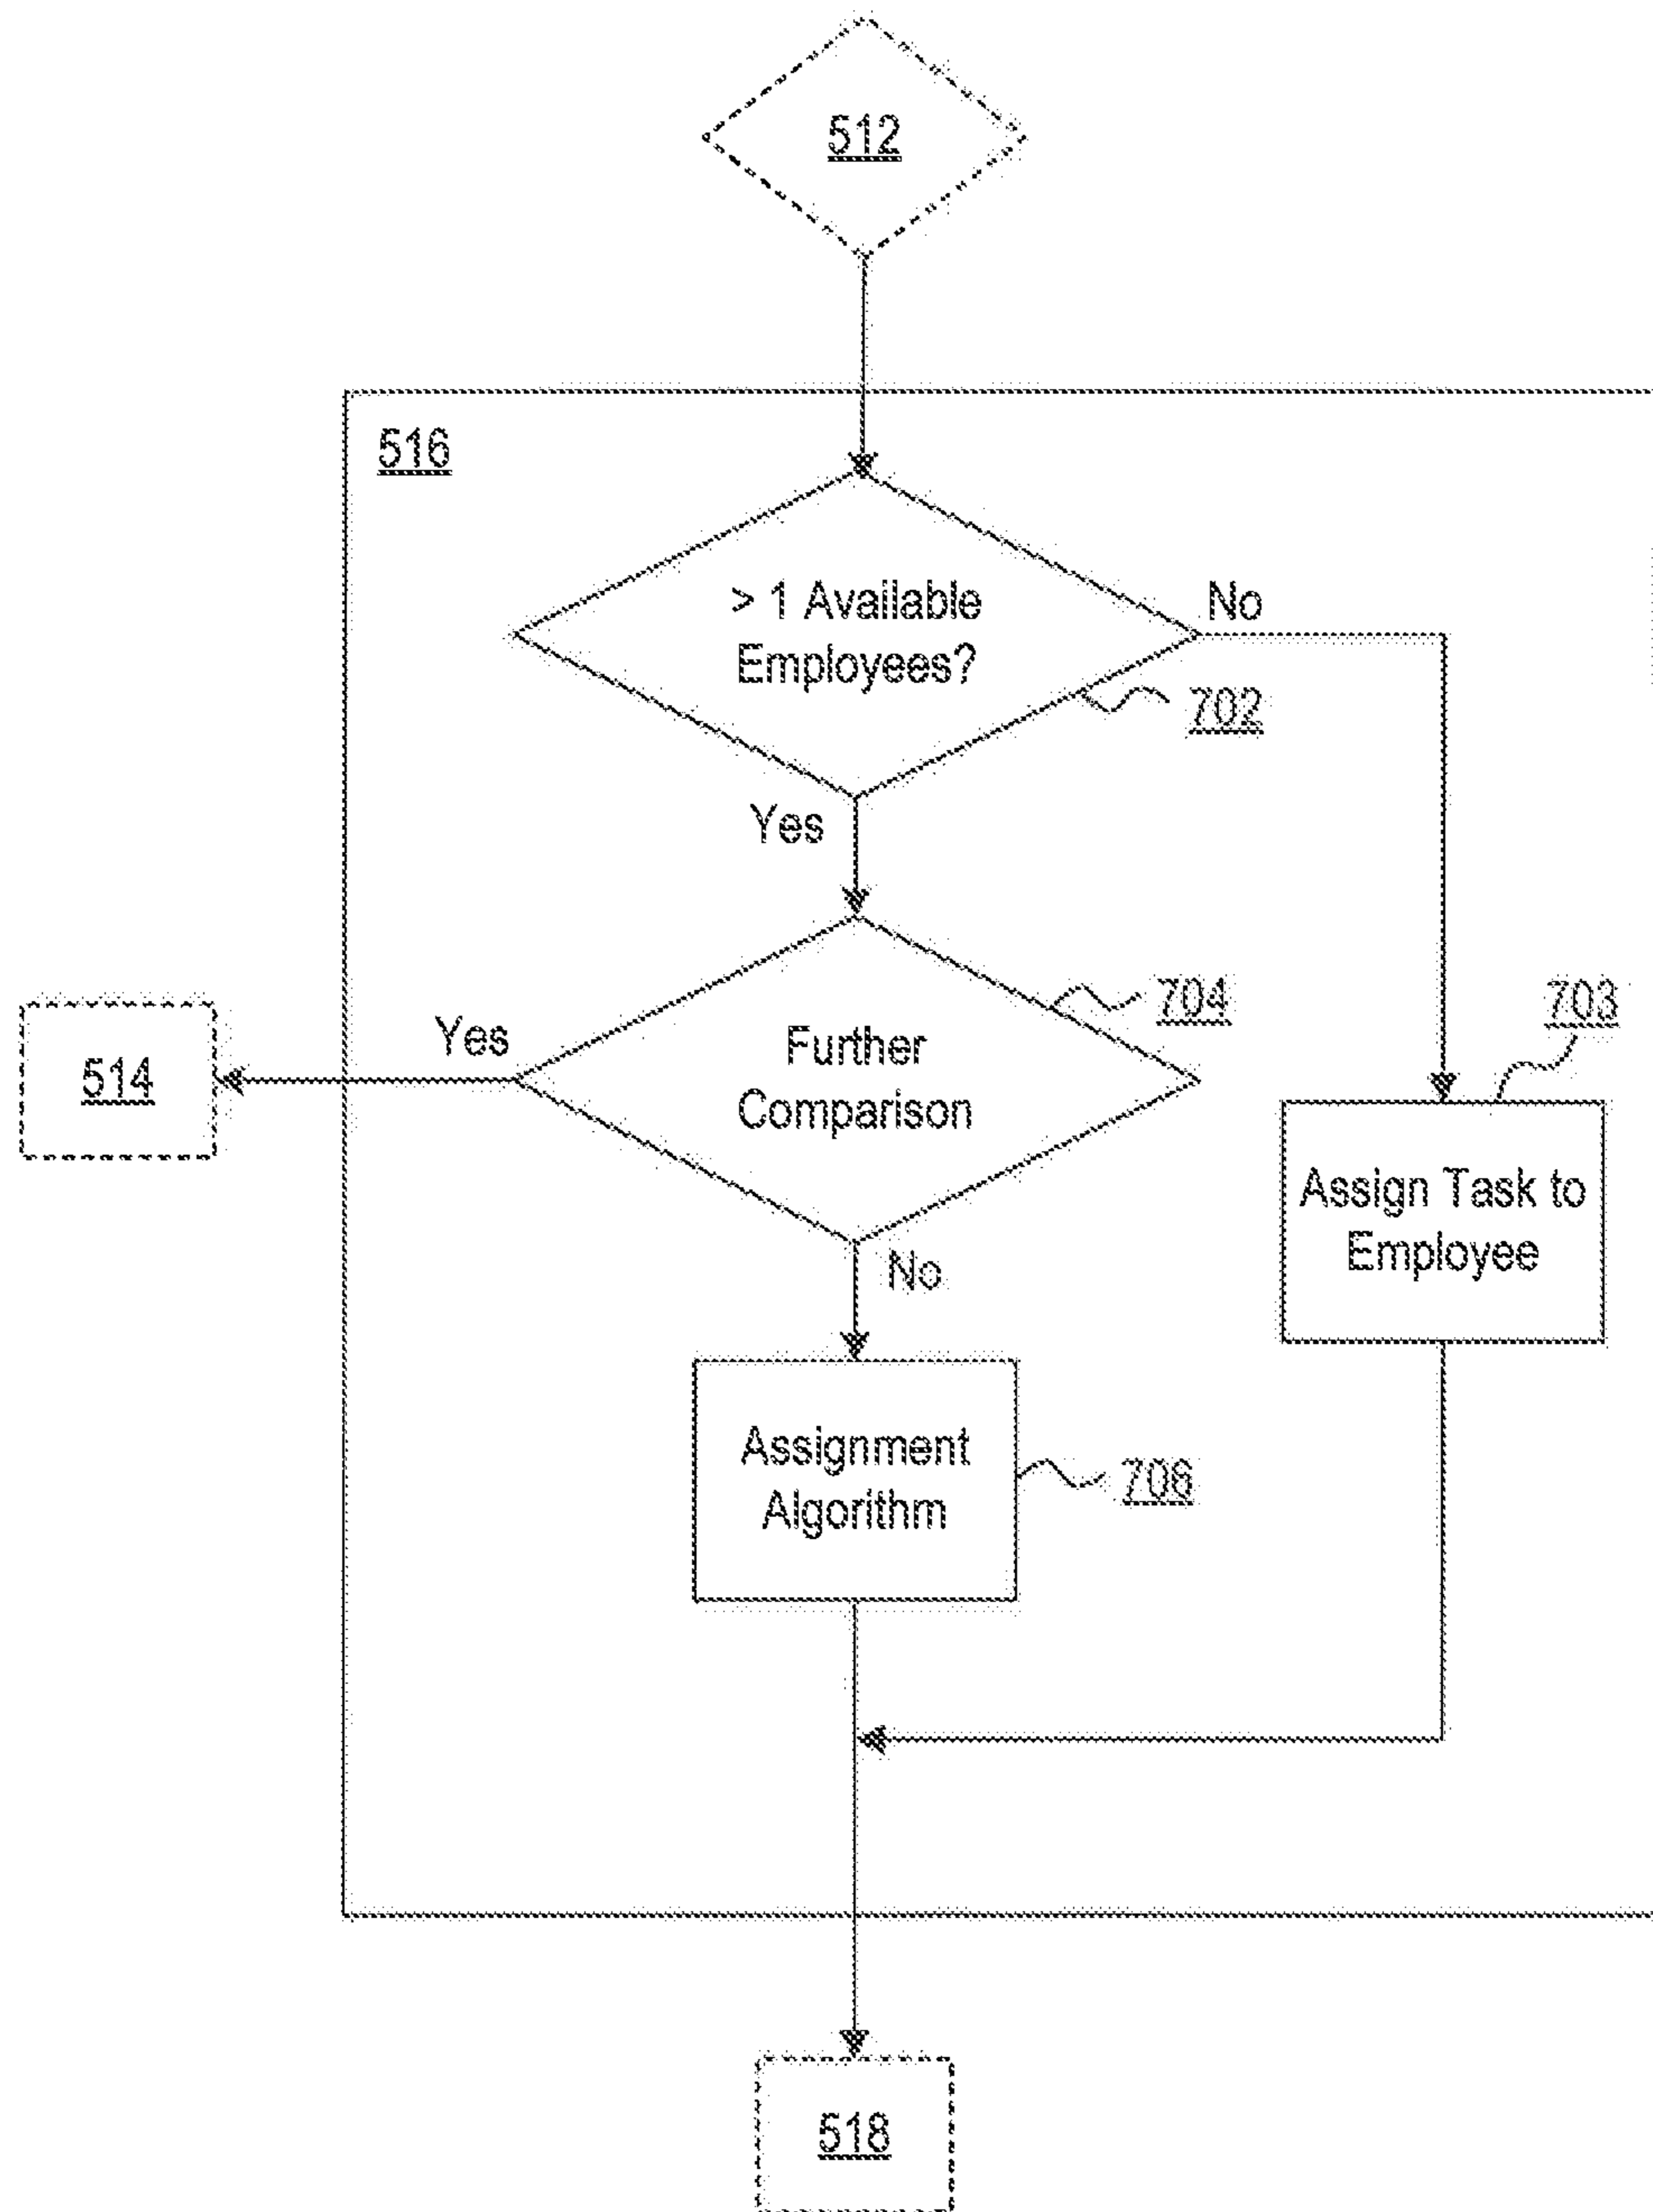 512
516
> 1 Available
Employees?
No
702
Yes
704
703
Yes
Further
Comparison
514
Assign Task to
Employee
No
Assignment
Algorithm
706
518